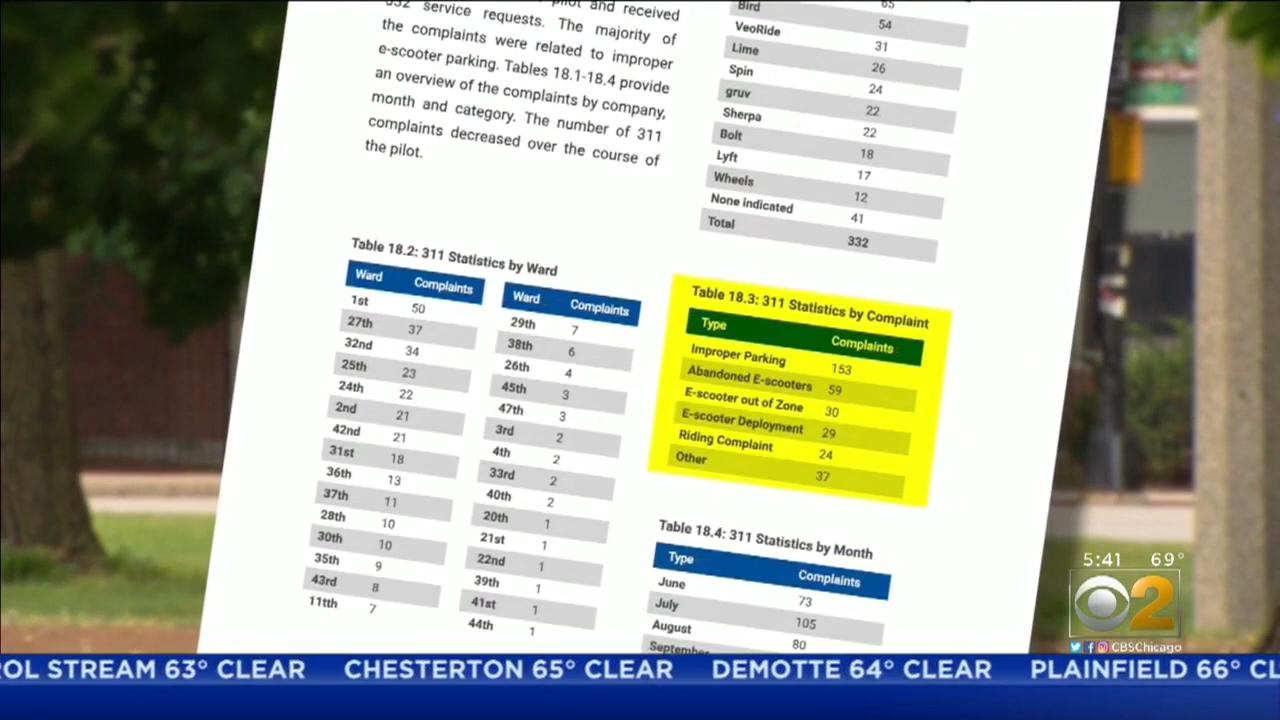 pilot and received
332 service requests. The majority of
the complaints were related to improper
e-scooter parking. Tables 18.1-18.4 provide
an overview of the complaints by company,
month and category. The number of 311
complaints decreased over the course of
the pilot.
65
Bird 54
VeoRide 31
Lime 26
Spin 24
gruv 22
Sherpa 22
Bolt 18
Lyft 17
Wheels 12
None indicated 41
Total 332
Table 18.2: 311 Statistics by Ward
Ward Complaints
1st 50
27th 37
32nd 34
25th 23
24th 22
2nd 21
42nd 21
31st 18
36th 13
37th 11
28th 10
30th 10
35th 9
43rd 8
11tth 7
Ward Complaints
29th 7
38th 6
26th 4
45th 3
47th 3
3rd 2
4th 2
33rd 2
40th 2
20th 1
21st 1
22nd 1
39th 1
41st 1
44th 1
Table 18.3: 311 Statistics by Complaint
Type Complaints
Improper Parking 153
Abandoned E-scooters 59
E-scooter out of Zone 30
E-scooter Deployment 29
Riding Complaint 24
Other 37
Table 18.4: 311 Statistics by Month
Type Complaints
June 73
July 105
August 80
September
5:41 69°
2
CBSChicago
ROL STREAM 63° CLEAR CHESTERTON 65° CLEAR DEMOTTE 64° CLEAR PLAINFIELD 66° CL